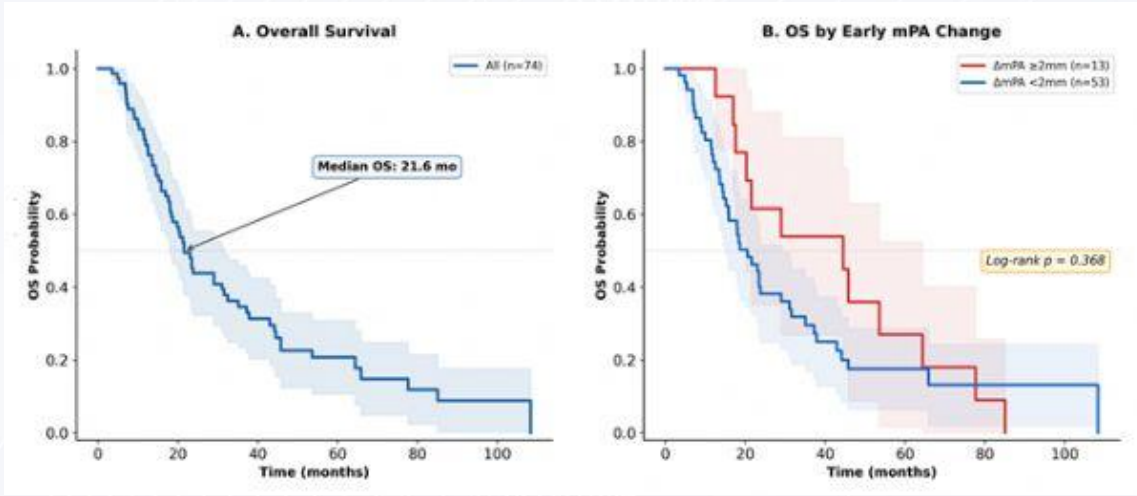 A. Overall Survival
All (n=74)
Median OS: 21.6 mo
OS Probability
1.0
0.8
0.6
0.4
0.2
0.0
0 20 40 60 80 100
Time (months)
B. OS by Early mPA Change
ΔmPA ≥2mm (n=13)
ΔmPA <2mm (n=53)
Log-rank p = 0.368
OS Probability
1.0
0.8
0.6
0.4
0.2
0.0
0 20 40 60 80 100
Time (months)